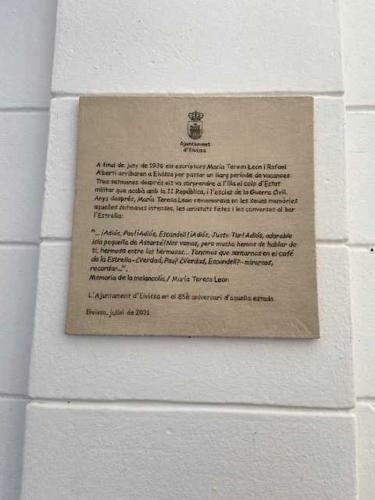 Ajuntament
d'Eivissa
A final de juny de 1936 els escriptors María Teresa León i Rafael
Alberti arribaren a Eivissa per passar un llarg període de vacances.
Tres setmanes després els va sorprendre a l'illa el colp d'Estat
militar que acabà amb la II República, i l'esclat de la Guerra Civil.
Anys després, María Teresa León rememorava en les seues memòries
aquelles setmanes intenses, les amistats fetes i les converses al bar
l'Estrella:
"... ¡Adiós, Pau! ¡Adiós, Escandell! ¡Adiós, Justo Tur! Adiós, adorable
isla pequeña de Astarté! Nos vamos, pero mucho hemos de hablar de
ti, hermosa entre las hermosas... Tenemos que sentarnos en el café
de la Estrella-¿Verdad, Pau? ¿Verdad, Escandell?- mirarnos,
recordar...".
Memoria de la melancolía / María Teresa León
L'Ajuntament d'Eivissa en el 85è aniversari d'aquella estada.
Eivissa, juliol de 2021